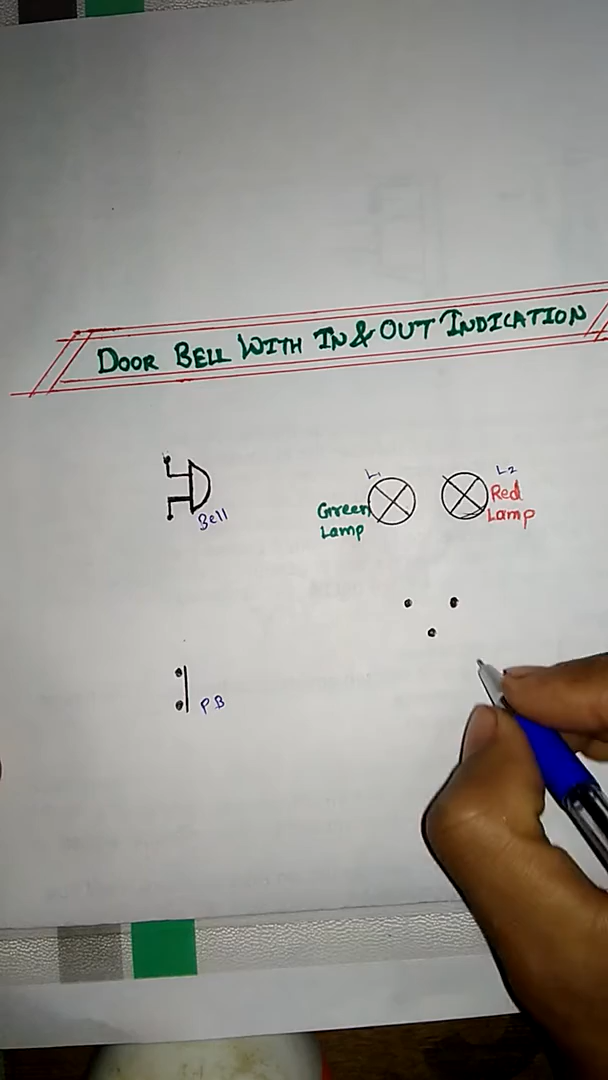 DOOR BELL WITH IN & OUT INDICATION
Bell
L1
Green
Lamp
L2
Red
Lamp
PB